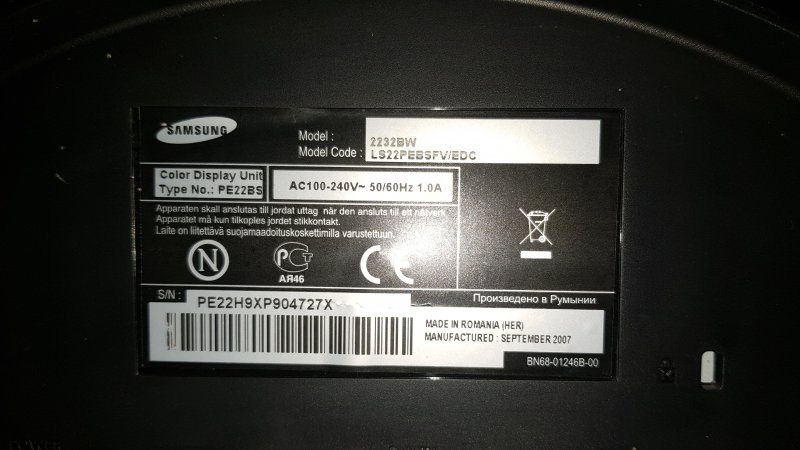 SAMSUNG
Model : 2232BW
Model Code : LS22PEBSFV/EDC
Color Display Unit
Type No.: PE22BS
AC100-240V~ 50/60Hz 1.0A
Apparaten skall anslutas till jordat uttag när den ansluts till ett nätverk
Apparatet må kun tilkoples jordet stikkontakt.
Laite on liitettävä suojamaadoituskoskettimilla varustettuun.
N
РСТ
АЯ46
CE
S/N : PE22H9XP904727X
Произведено в Румынии
MADE IN ROMANIA (HER)
MANUFACTURED : SEPTEMBER 2007
BN68-01246B-00
POWER